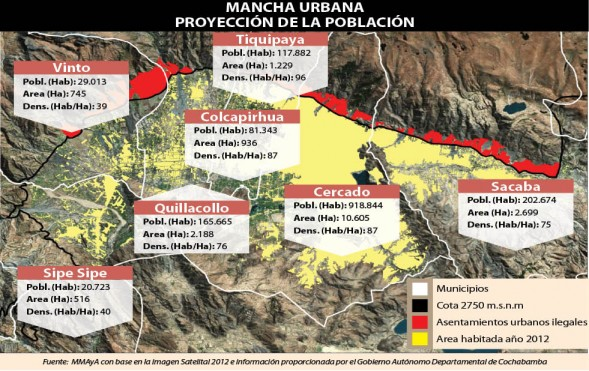 MANCHA URBANA
PROYECCIÓN DE LA POBLACIÓN
Tiquipaya
Pobl. (Hab): 117.882
Area (Ha): 1.229
Dens. (Hab/Ha): 96
Vinto
Pobl. (Hab): 29.013
Area (Ha): 745
Dens. (Hab/Ha): 39
Colcapirhua
Pobl. (Hab): 81.343
Area (Ha): 936
Dens. (Hab/Ha): 87
Quillacollo
Pobl. (Hab): 165.665
Area (Ha): 2.188
Dens. (Hab/Ha): 76
Cercado
Pobl. (Hab): 918.844
Area (Ha): 10.605
Dens. (Hab/Ha): 87
Sacaba
Pobl. (Hab): 202.674
Area (Ha): 2.699
Dens. (Hab/Ha): 75
Sipe Sipe
Pobl. (Hab): 20.723
Area (Ha): 516
Dens. (Hab/Ha): 40
Municipios
Cota 2750 m.s.n.m
Asentamientos urbanos ilegales
Area habitada año 2012
Fuente: MMAyA con base en la Imagen Satelital 2012 e información proporcionada por el Gobierno Autónomo Departamental de Cochabamba